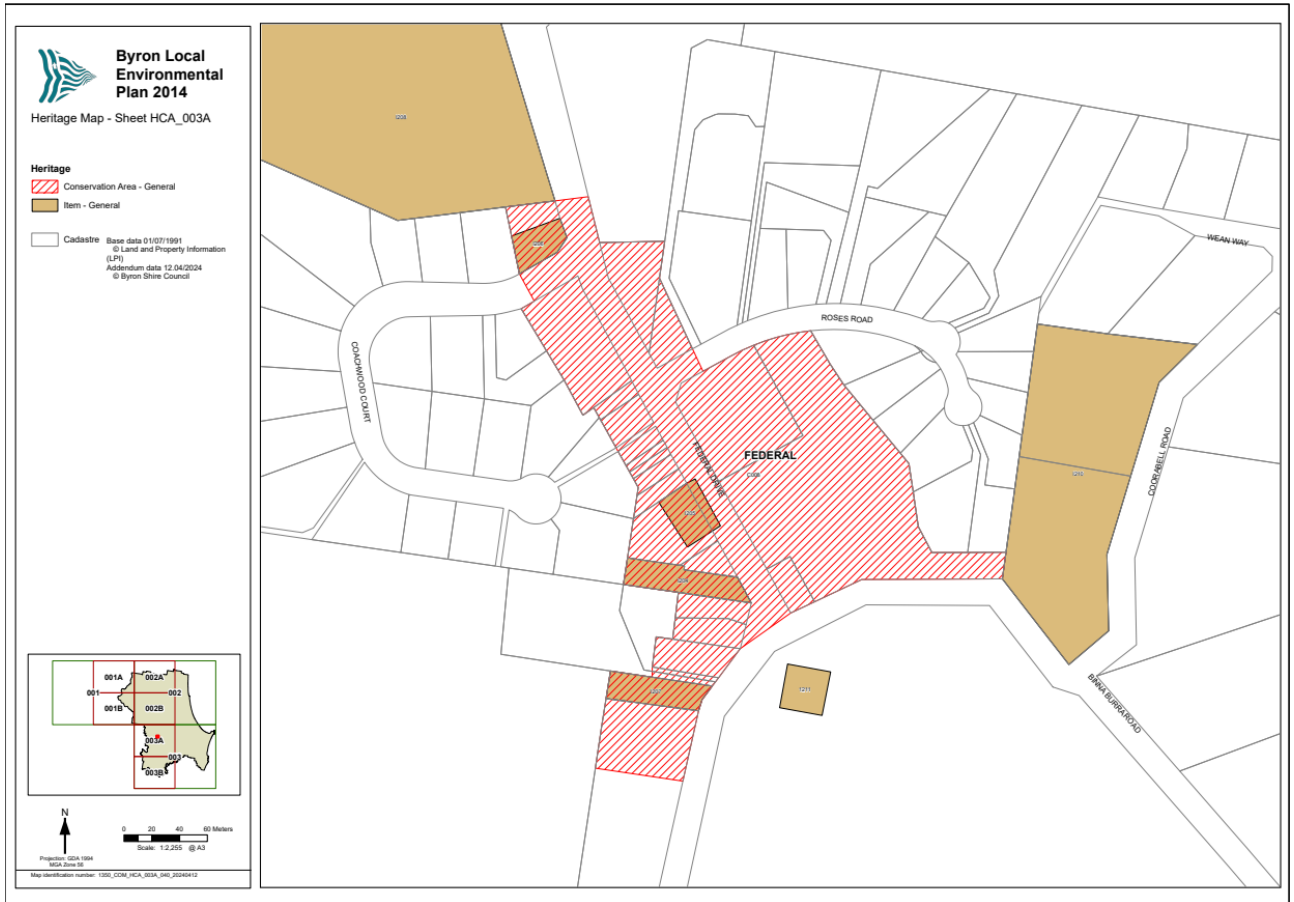 Byron Local
Environmental
Plan 2014
Heritage Map - Sheet HCA_003A
Heritage
Conservation Area - General
Item - General
Cadastre
Base data 01/07/1991
© Land and Property Information
(LPI)
Addendum data 12.04/2024
© Byron Shire Council
001A
002A
001
002
001B
002B
003A
003
003B
N
0 20 40 60 Meters
Scale: 1:2,255 @ A3
Projection: GDA 1994
MGA Zone 56
Map identification number: 1350_COM_HCA_003A_040_20240412
WEAN WAY
ROSES ROAD
COACHWOOD COURT
FEDERAL DRIVE
FEDERAL
COORABELL ROAD
I211
BINNA BURRA ROAD